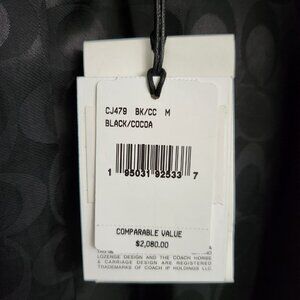 CJ479 BK/CC M
BLACK/COCOA
1 95031 92533 7
COMPARABLE VALUE
$2,080.00
LOZENGE DESIGN AND THE COACH HORSE
& CARRIAGE DESIGN ARE REGISTERED
TRADEMARKS OF COACH IP HOLDINGS LLC.